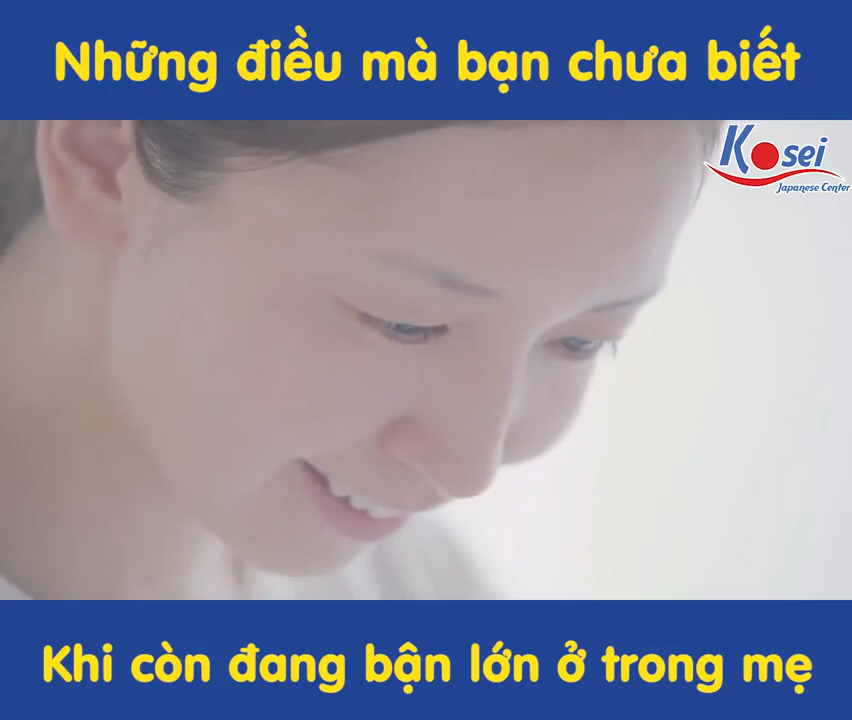 Những điều mà bạn chưa biết
Kosei
Japanese Center
Khi còn đang bận lớn ở trong mẹ